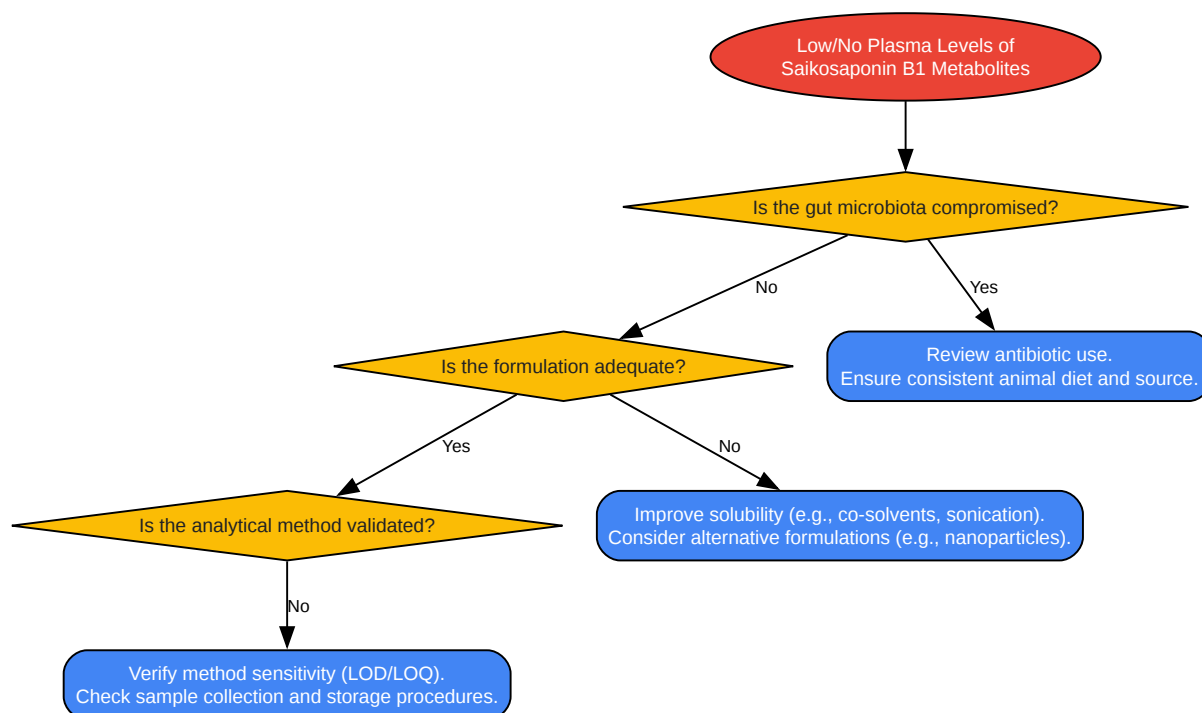 Low/No Plasma Levels of
Saikosaponin B1 Metabolites
Is the gut microbiota compromised?
No
Yes
Is the formulation adequate?
Review antibiotic use.
Ensure consistent animal diet and source.
Yes
No
Is the analytical method validated?
Improve solubility (e.g., co-solvents, sonication).
Consider alternative formulations (e.g., nanoparticles).
No
Verify method sensitivity (LOD/LOQ).
Check sample collection and storage procedures.